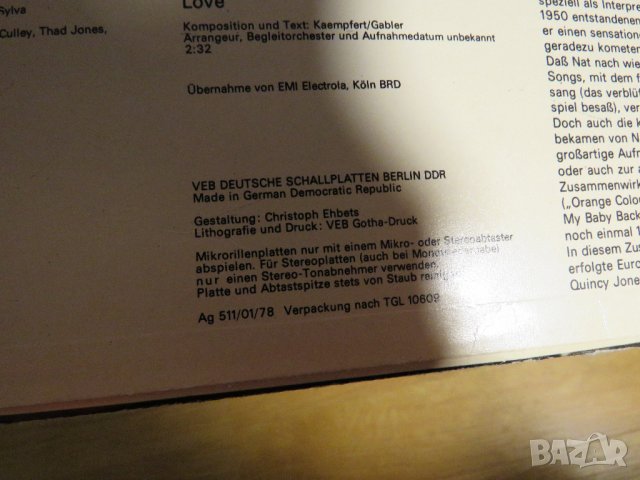 Sylva
Culley, Thad Jones,
Love
Komposition und Text: Kaempfert/Gabler
Arrangeur, Begleitorchester und Aufnahmedatum unbekannt
2:32
Übernahme von EMI Electrola, Köln BRD
VEB DEUTSCHE SCHALLPLATTEN BERLIN DDR
Made in German Democratic Republic
Gestaltung: Christoph Ehbets
Lithografie und Druck: VEB Gotha-Druck
Mikrorillenplatten nur mit einem Mikro- oder Stereoabtaster
abspielen. Für Stereoplatten (auch bei
nur einen Stereo-Tonabnehmer verwenden,
Platte und Abtastspitze stets von Staub
Ag 511/01/78 Verpackung nach TGL 10609
speziell als Interpre
1950 entstandene
er einen sensation
geradezu kometen
Daß Nat nach wie
Songs, mit dem f
sang (das verblüf
spiel besaß), ver
Doch auch die k
bekamen von N
großartige Aufn
oder auch zur
Zusammenwirk
(„Orange Colou
My Baby Back
noch einmal 1
In diesem Zu
erfolgte Euro
Quincy Jone
BAZAR